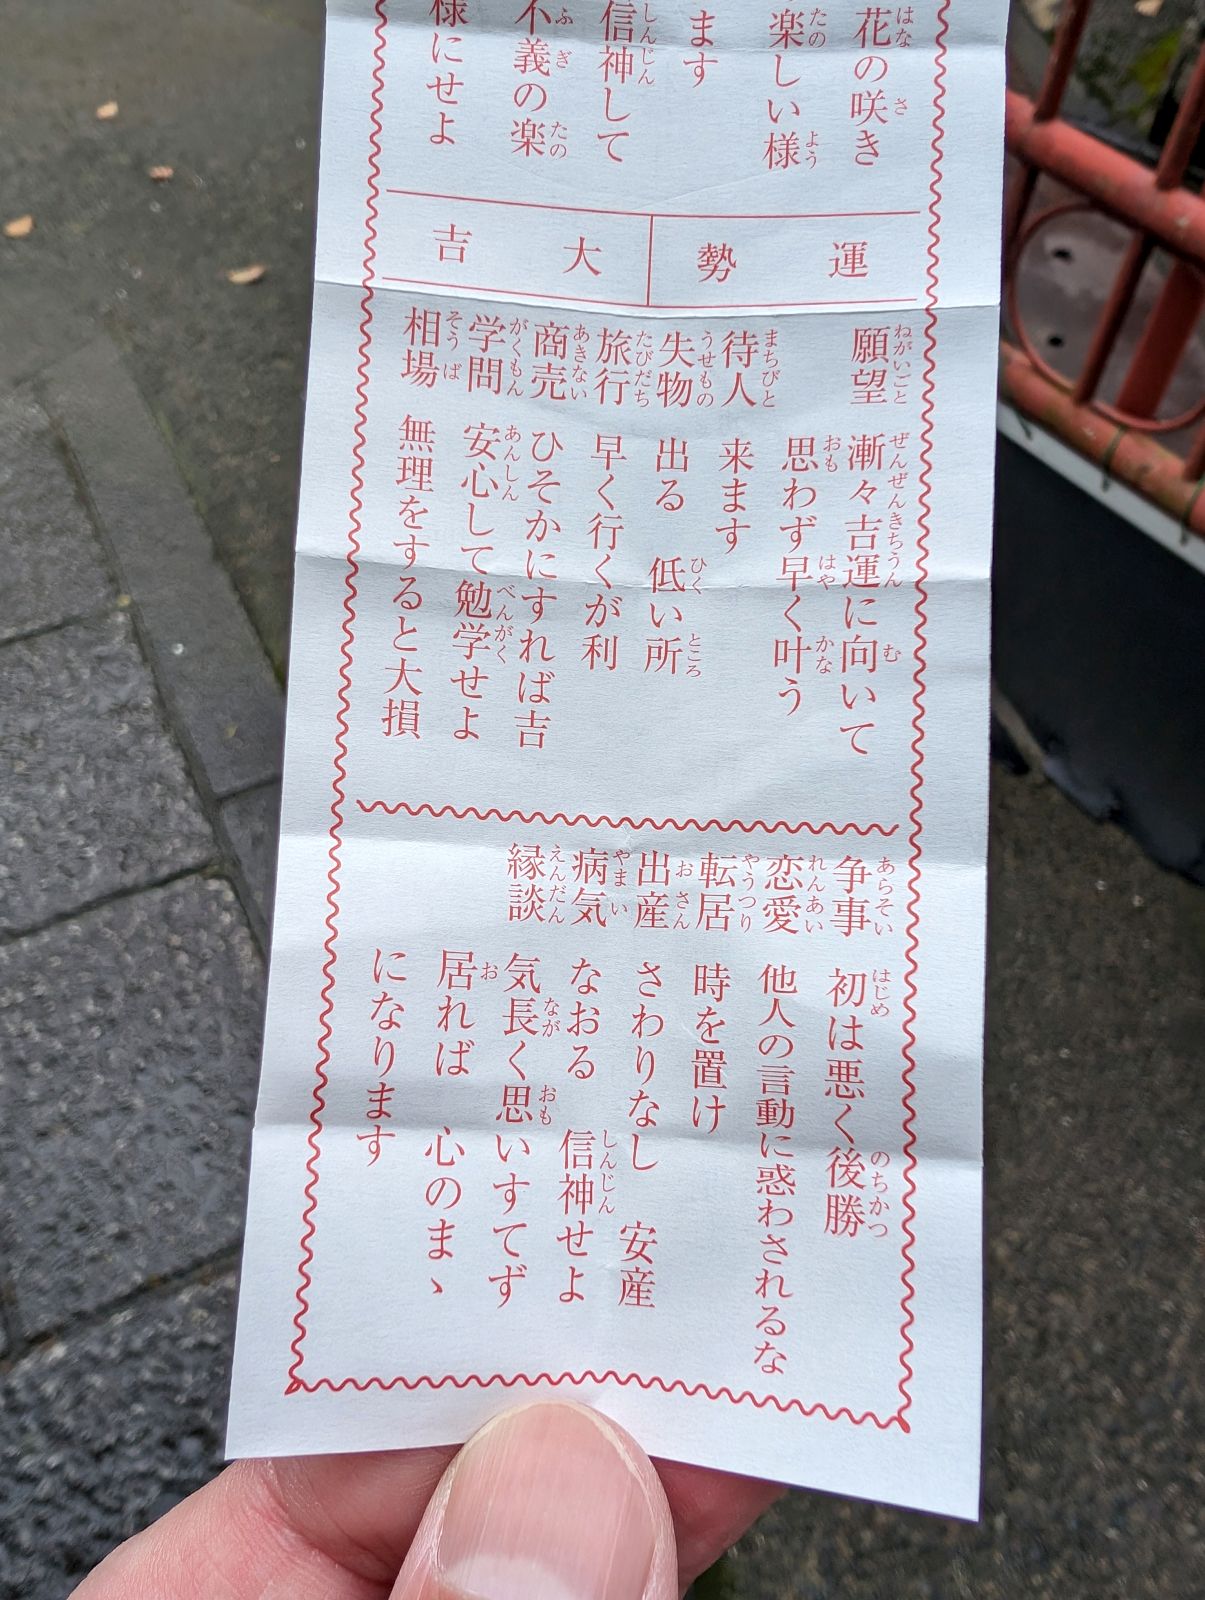 花の咲き
楽しい様
ます
信神して
不義の楽
様にせよ
運勢 大吉
願望 漸々吉運に向いて
思わず早く叶う
待人 来ます
失物 出る 低い所
旅行 早く行くが利
商売 ひそかにすれば吉
学問 安心して勉学せよ
相場 無理をすると大損
争事 初は悪く後勝
恋愛 他人の言動に惑わされるな
転居 時を置け
出産 さわりなし 安産
病気 なおる 信神せよ
縁談 気長く思いすてず
居れば 心のまゝ
になります